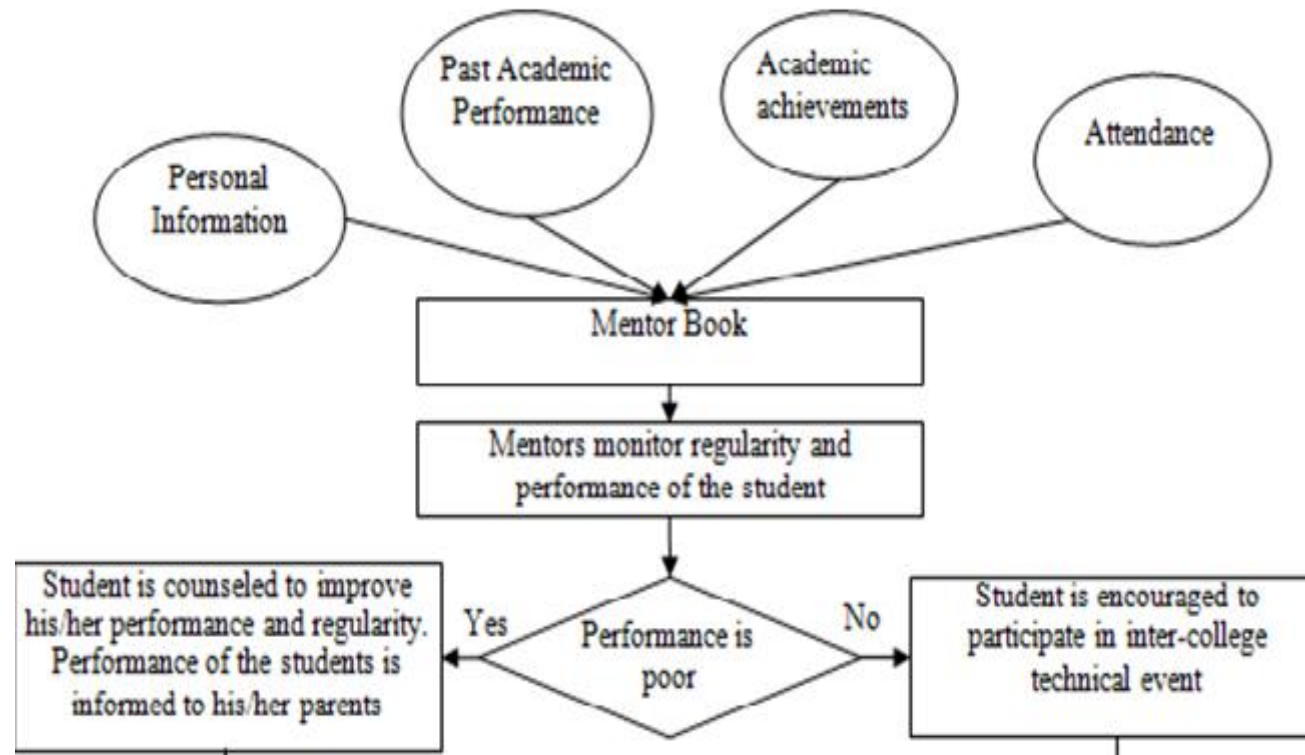 Personal
Information
Past Academic
Performance
Academic
achievements
Attendance
Mentor Book
Mentors monitor regularity and
performance of the student
Student is counseled to improve
his/her performance and regularity.
Performance of the students is
informed to his/her parents
Yes
Performance is
poor
No
Student is encouraged to
participate in inter-college
technical event